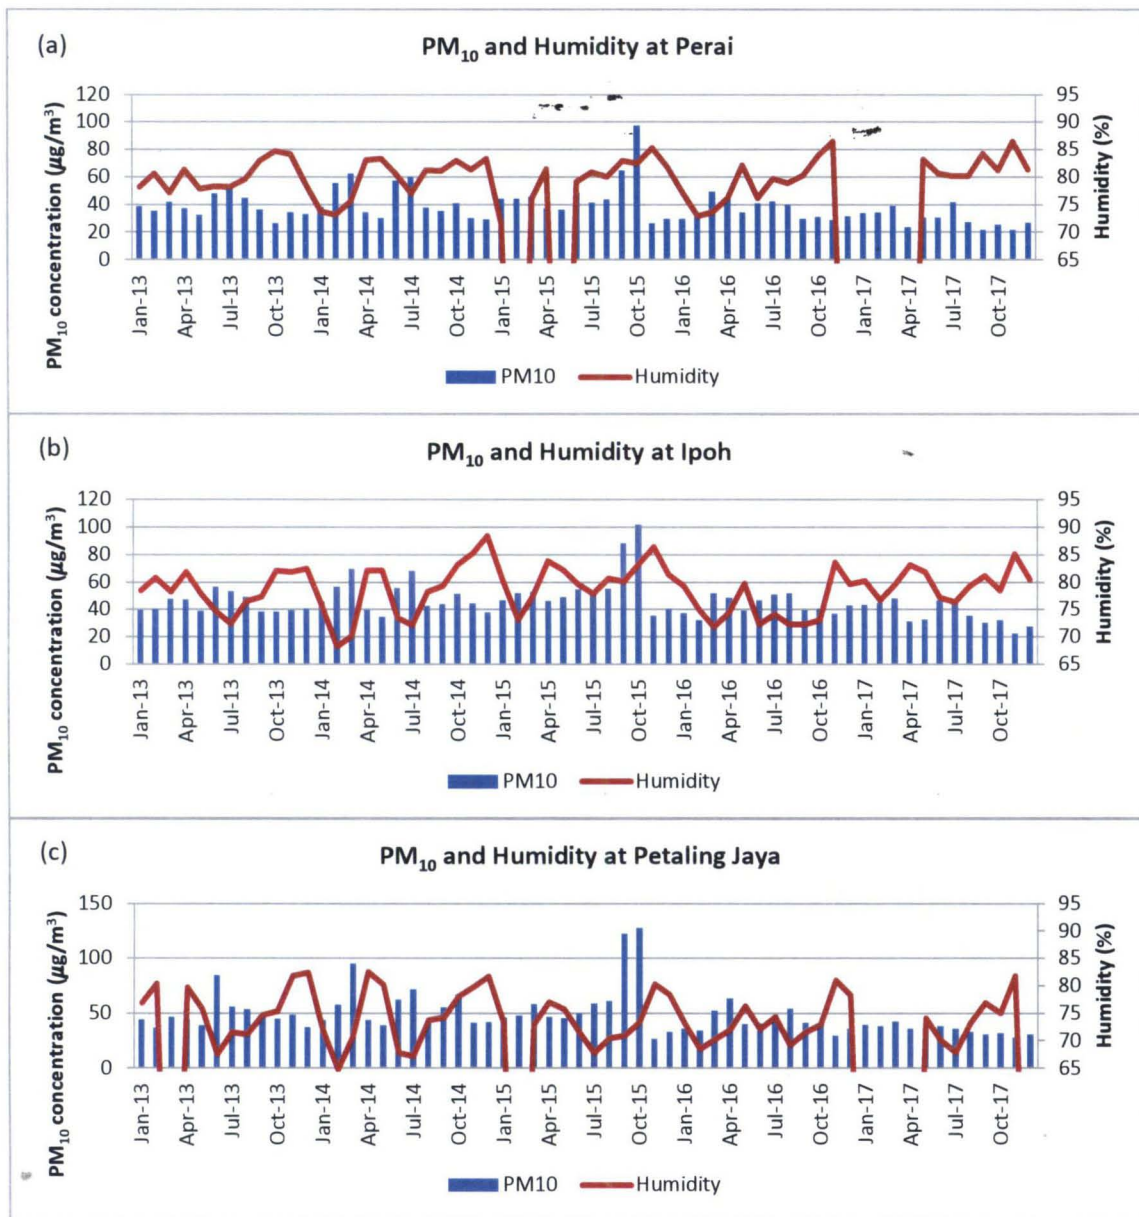 (a)
PM₁₀ and Humidity at Perai
PM₁₀ concentration (µg/m³)
120
100
80
60
40
20
0
95
90
85
80
75
70
65
Humidity (%)
Jan-13 Apr-13 Jul-13 Oct-13 Jan-14 Apr-14 Jul-14 Oct-14 Jan-15 Apr-15 Jul-15 Oct-15 Jan-16 Apr-16 Jul-16 Oct-16 Jan-17 Apr-17 Jul-17 Oct-17
PM10 Humidity
(b)
PM₁₀ and Humidity at Ipoh
PM₁₀ concentration (µg/m³)
120
100
80
60
40
20
0
95
90
85
80
75
70
65
Humidity (%)
Jan-13 Apr-13 Jul-13 Oct-13 Jan-14 Apr-14 Jul-14 Oct-14 Jan-15 Apr-15 Jul-15 Oct-15 Jan-16 Apr-16 Jul-16 Oct-16 Jan-17 Apr-17 Jul-17 Oct-17
PM10 Humidity
(c)
PM₁₀ and Humidity at Petaling Jaya
PM₁₀ concentration (µg/m³)
150
100
50
0
95
90
85
80
75
70
65
Humidity (%)
Jan-13 Apr-13 Jul-13 Oct-13 Jan-14 Apr-14 Jul-14 Oct-14 Jan-15 Apr-15 Jul-15 Oct-15 Jan-16 Apr-16 Jul-16 Oct-16 Jan-17 Apr-17 Jul-17 Oct-17
PM10 Humidity